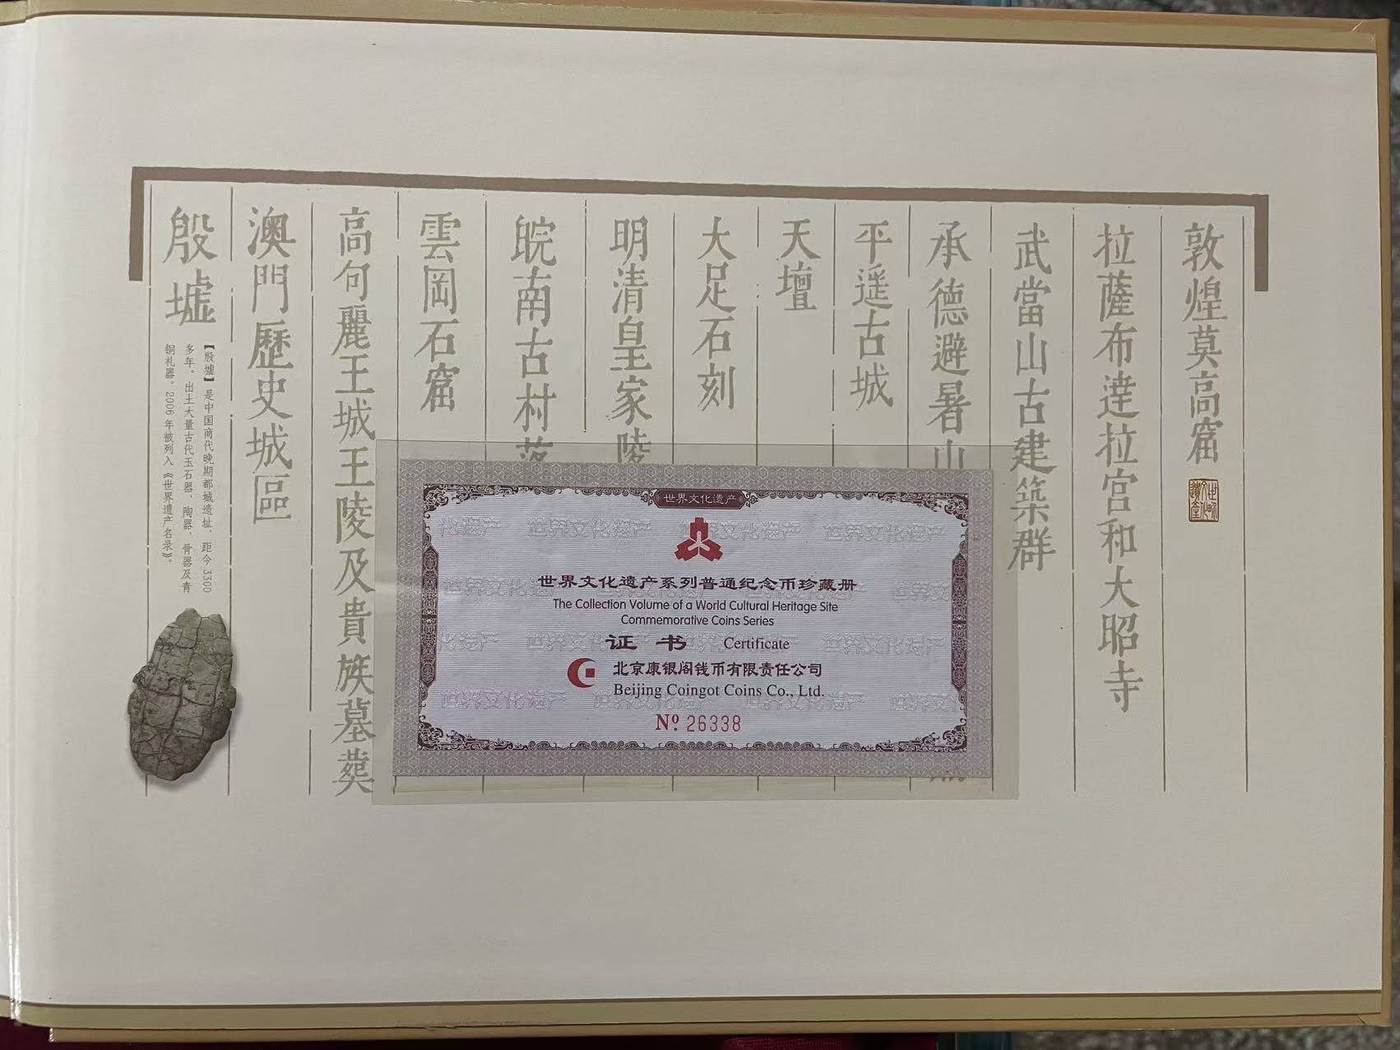 敦煌莫高窟
拉薩布達拉宮和大昭寺
武當山古建築群
承德避暑山
平遥古城
天壇
大足石刻
明清皇家陵
皖南古村落
雲岡石窟
高句麗王城王陵及貴族墓葬
澳門歷史城區
殷墟
【殷墟】是中国商代晚期都城遗址，距今3300
多年。出土大量古代玉石器、陶器、骨器及青
铜礼器。2006年被列入《世界遗产名录》。
世界文化遗产
世界文化遗产系列普通纪念币珍藏册
The Collection Volume of a World Cultural Heritage Site
Commemorative Coins Series
证书 Certificate
北京康银阁钱币有限责任公司
Beijing Coingot Coins Co., Ltd.
Nº 26338